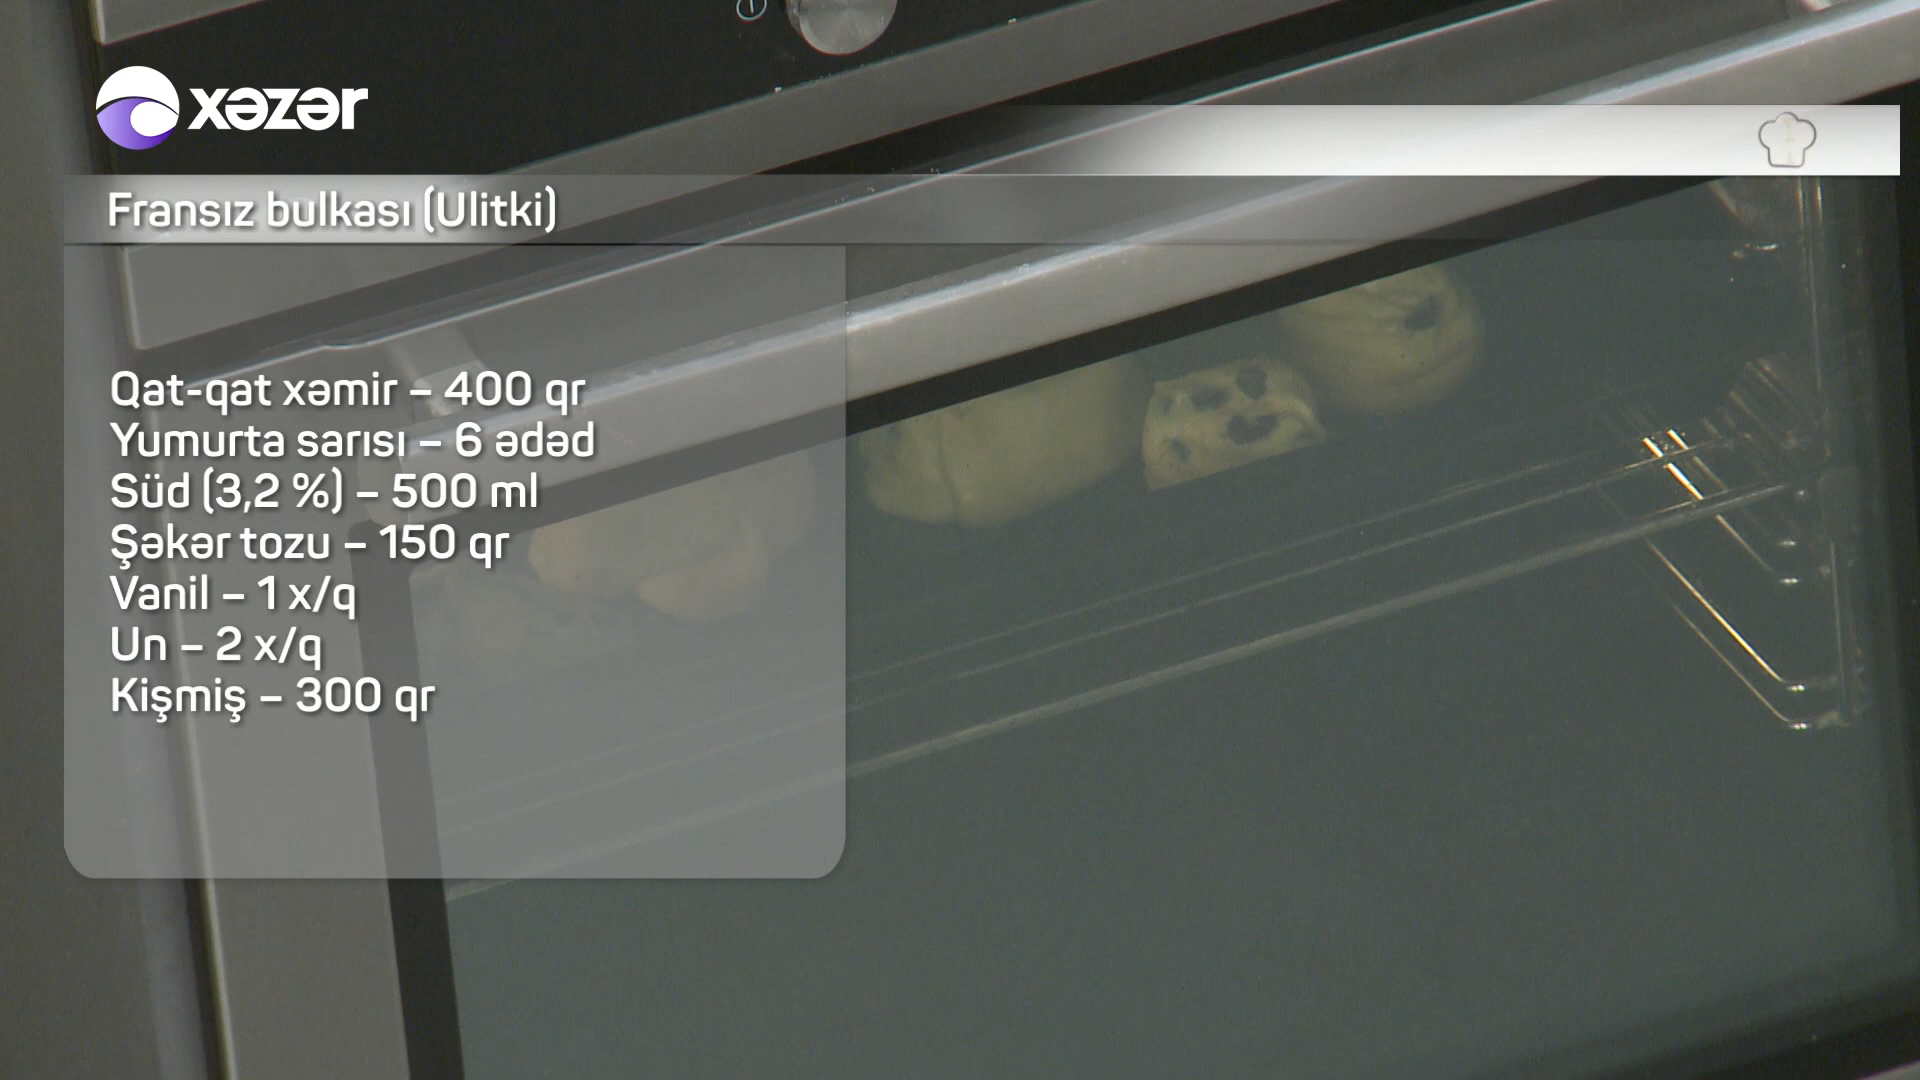 xəzər
Fransız bulkası (Ulitki)
Qat-qat xəmir – 400 qr
Yumurta sarısı – 6 ədəd
Süd (3,2 %) – 500 ml
Şəkər tozu – 150 qr
Vanil – 1 x/q
Un – 2 x/q
Kişmiş – 300 qr